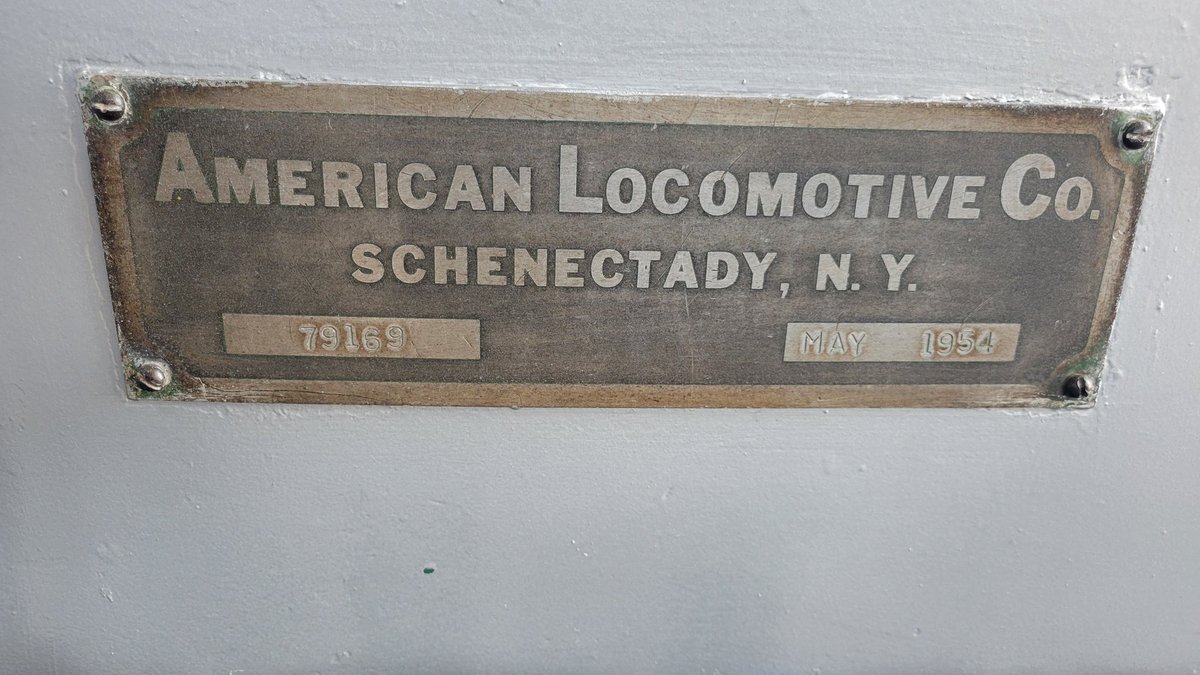 AMERICAN LOCOMOTIVE CO.
SCHENECTADY, N. Y.
79169 MAY 1954